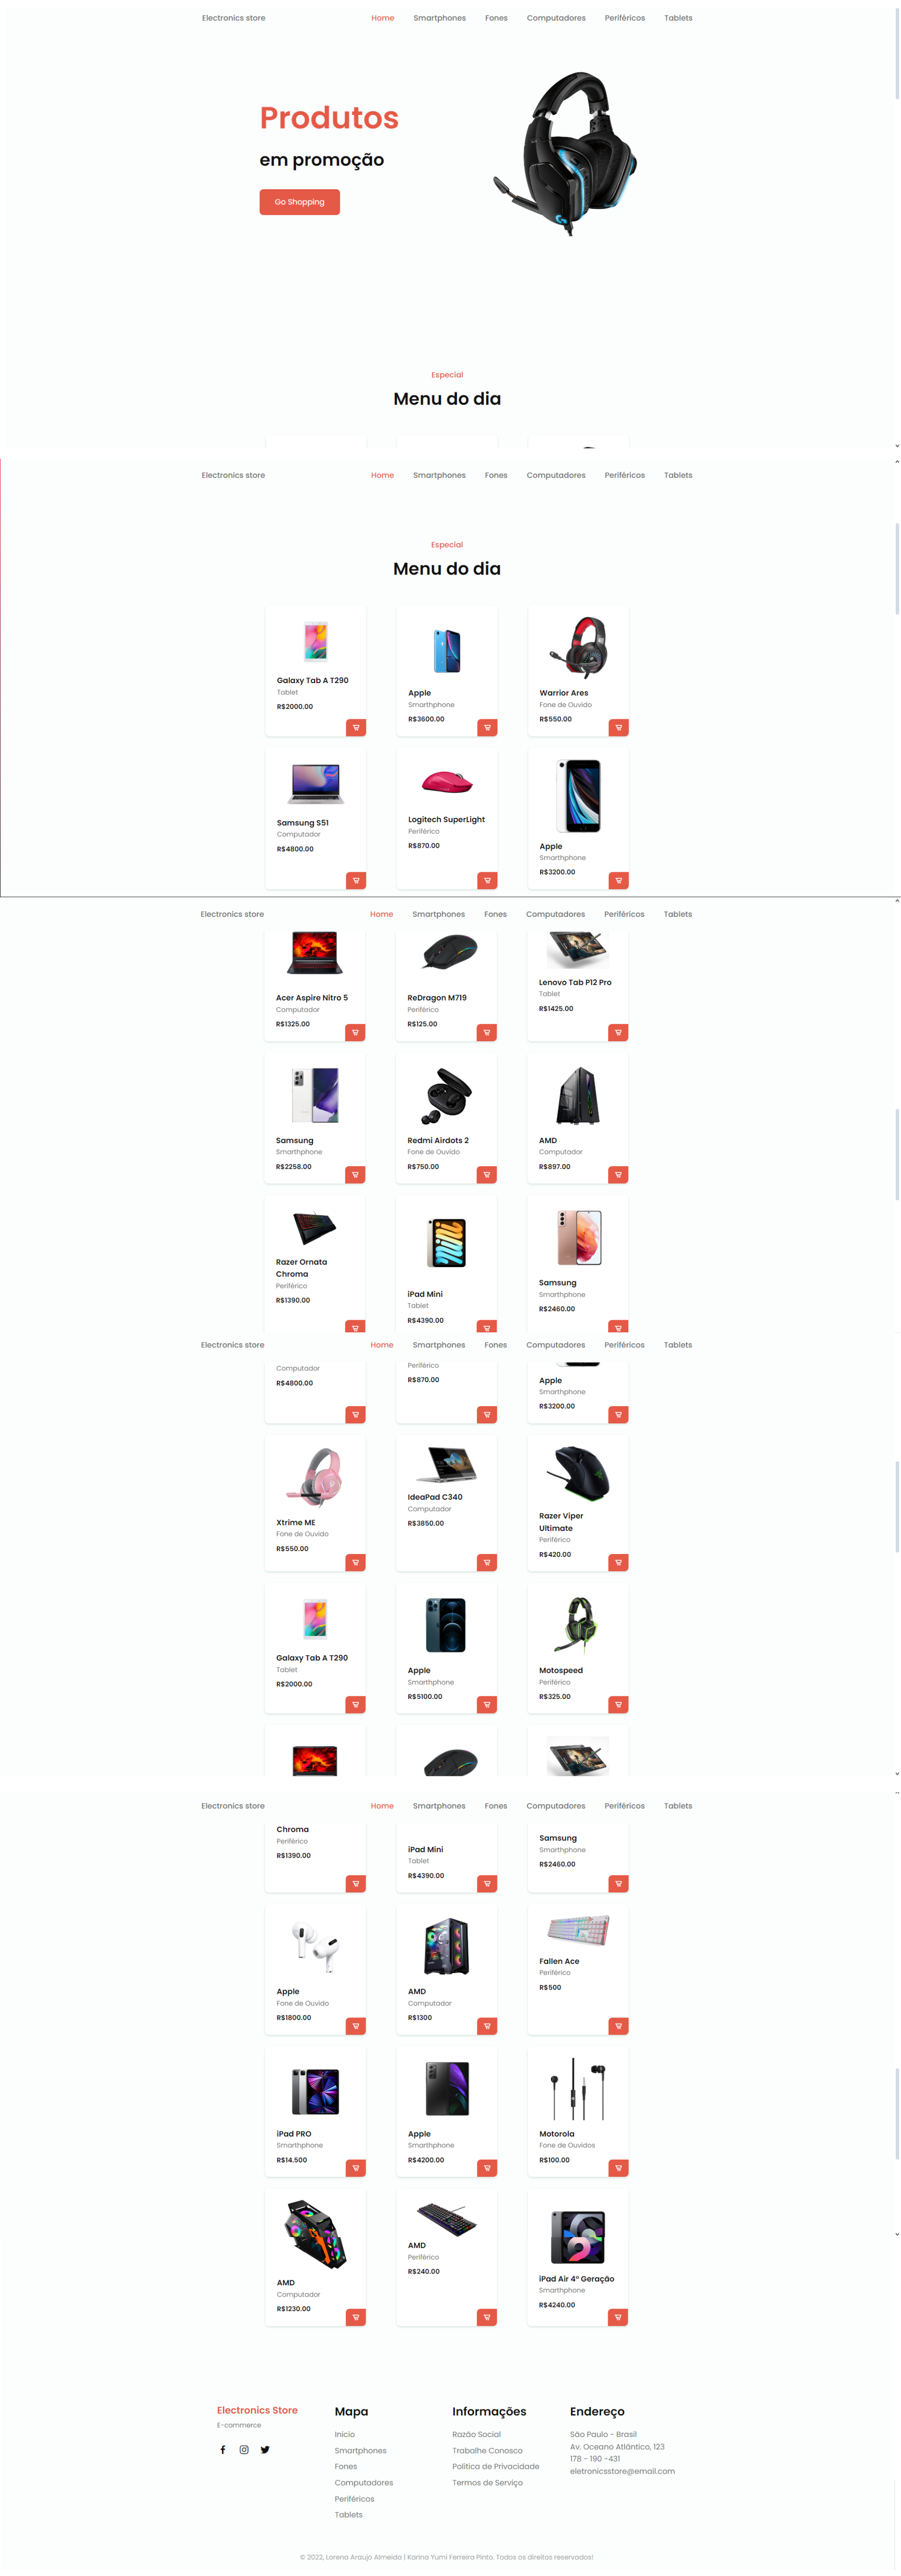 Electronics store Home Smartphones Fones Computadores Periféricos Tablets
Produtos
em promoção
Go Shopping
Especial
Menu do dia
Electronics store Home Smartphones Fones Computadores Periféricos Tablets
Especial
Menu do dia
Galaxy Tab A T290
Tablet
R$2000.00
Apple
Smarthphone
R$3600.00
Warrior Ares
Fone de Ouvido
R$550.00
Samsung S51
Computador
R$4800.00
Logitech SuperLight
Periférico
R$870.00
Apple
Smarthphone
R$3200.00
Electronics store Home Smartphones Fones Computadores Periféricos Tablets
Acer Aspire Nitro 5
Computador
R$1325.00
ReDragon M719
Periférico
R$125.00
Lenovo Tab P12 Pro
Tablet
R$1425.00
Samsung
Smarthphone
R$2258.00
Redmi Airdots 2
Fone de Ouvido
R$750.00
AMD
Computador
R$897.00
Razer Ornata
Chroma
Periférico
R$1390.00
iPad Mini
Tablet
R$4390.00
Samsung
Smarthphone
R$2460.00
Electronics store Home Smartphones Fones Computadores Periféricos Tablets
Computador
R$4800.00
Periférico
R$870.00
Apple
Smarthphone
R$3200.00
Xtrime ME
Fone de Ouvido
R$550.00
IdeaPad C340
Computador
R$3850.00
Razer Viper
Ultimate
Periférico
R$420.00
Galaxy Tab A T290
Tablet
R$2000.00
Apple
Smarthphone
R$5100.00
Motospeed
Periférico
R$325.00
Electronics store Home Smartphones Fones Computadores Periféricos Tablets
Chroma
Periférico
R$1390.00
iPad Mini
Tablet
R$4390.00
Samsung
Smarthphone
R$2460.00
Apple
Fone de Ouvido
R$1800.00
AMD
Computador
R$1300
Fallen Ace
Periférico
R$500
iPad PRO
Smarthphone
R$14.500
Apple
Smarthphone
R$4200.00
Motorola
Fone de Ouvidos
R$100.00
AMD
Computador
R$1230.00
AMD
Periférico
R$240.00
iPad Air 4º Geração
Smarthphone
R$4240.00
Electronics Store
E-commerce
Mapa
Início
Smartphones
Fones
Computadores
Periféricos
Tablets
Informações
Razão Social
Trabalhe Conosco
Politica de Privacidade
Termos de Serviço
Endereço
São Paulo - Brasil
Av. Oceano Atlântico, 123
178 - 190 -431
eletronicsstore@email.com
© 2022, Lorena Araujo Almeida | Karina Yumi Ferreira Pinto. Todos os direitos reservados!